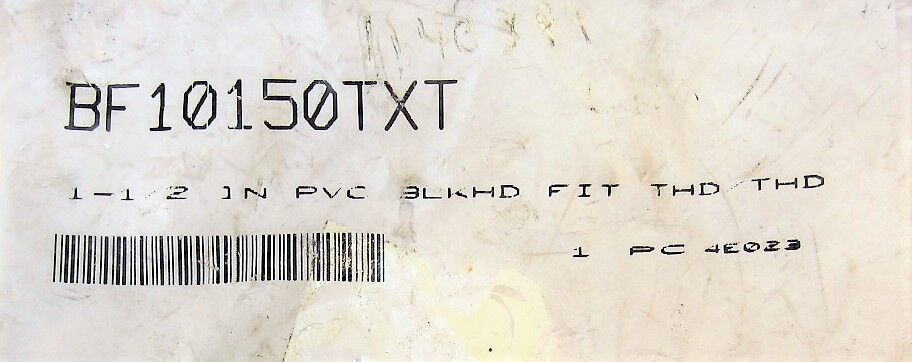 BF10150TXT
1-1/2 IN PVC BLKHD FIT THD/THD
1 PC 4E023